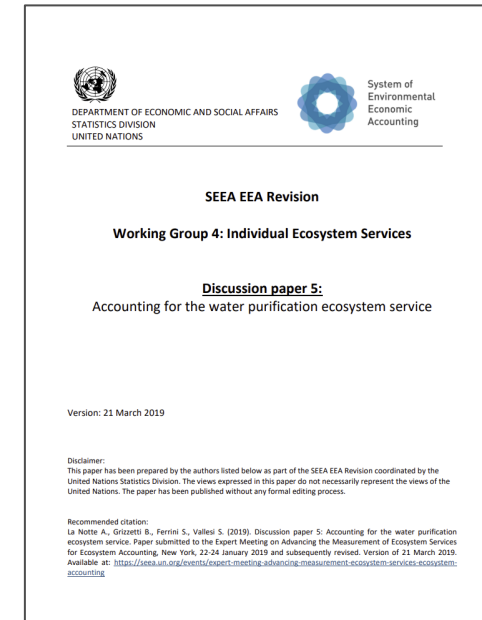 DEPARTMENT OF ECONOMIC AND SOCIAL AFFAIRS
STATISTICS DIVISION
UNITED NATIONS
System of
Environmental
Economic
Accounting
SEEA EEA Revision
Working Group 4: Individual Ecosystem Services
Discussion paper 5:
Accounting for the water purification ecosystem service
Version: 21 March 2019
Disclaimer:
This paper has been prepared by the authors listed below as part of the SEEA EEA Revision coordinated by the
United Nations Statistics Division. The views expressed in this paper do not necessarily represent the views of the
United Nations. The paper has been published without any formal editing process.
Recommended citation:
La Notte A., Grizzetti B., Ferrini S., Vallesi S. (2019). Discussion paper 5: Accounting for the water purification
ecosystem service. Paper submitted to the Expert Meeting on Advancing the Measurement of Ecosystem Services
for Ecosystem Accounting, New York, 22-24 January 2019 and subsequently revised. Version of 21 March 2019.
Available at: https://seea.un.org/events/expert-meeting-advancing-measurement-ecosystem-services-ecosystem-
accounting